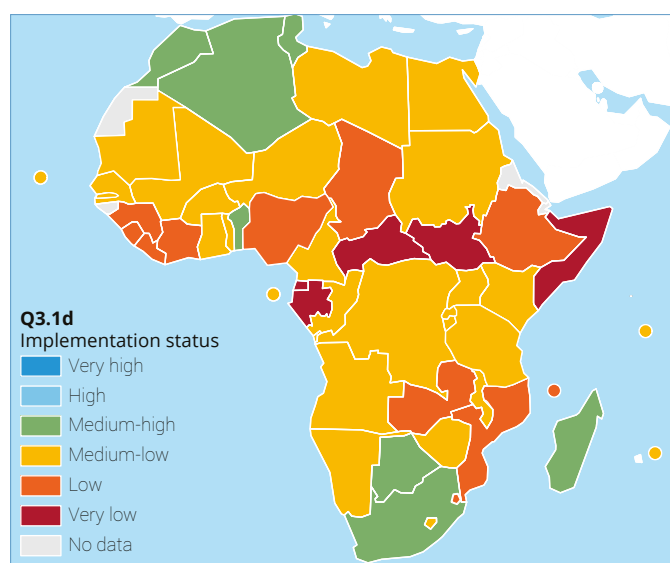 Q3.1d
Implementation status
Very high
High
Medium-high
Medium-low
Low
Very low
No data